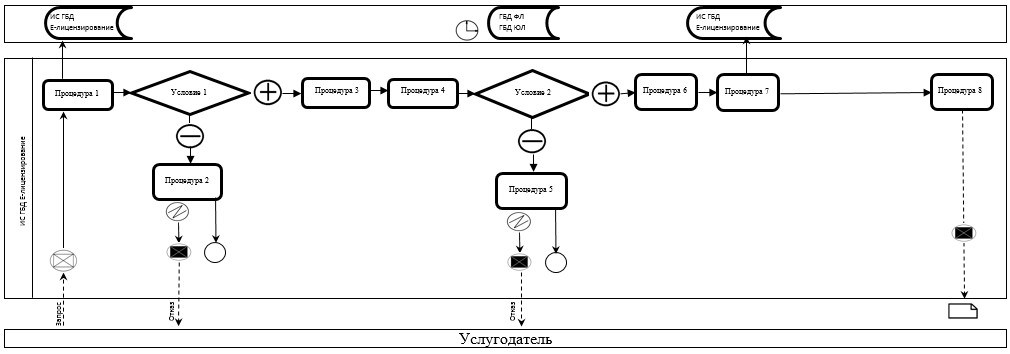 ИС ГБД
Е-лицензирование
ГБД ФЛ
ГБД ЮЛ
ИС ГБД
Е-лицензирование
ИС ГБД Е-лицензирование
Процедура 1
Условие 1
Процедура 3
Процедура 4
Условие 2
Процедура 6
Процедура 7
Процедура 8
Процедура 2
Процедура 5
Запрос
Отказ
Отказ
Услугодатель